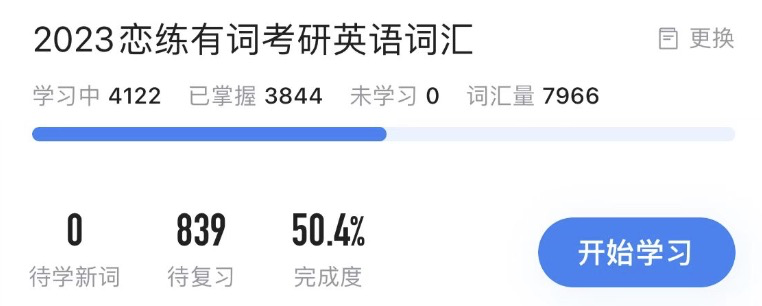 2023恋练有词考研英语词汇 更换
学习中 4122 已掌握 3844 未学习 0 词汇量 7966
0 839 50.4% 开始学习
待学新词 待复习 完成度